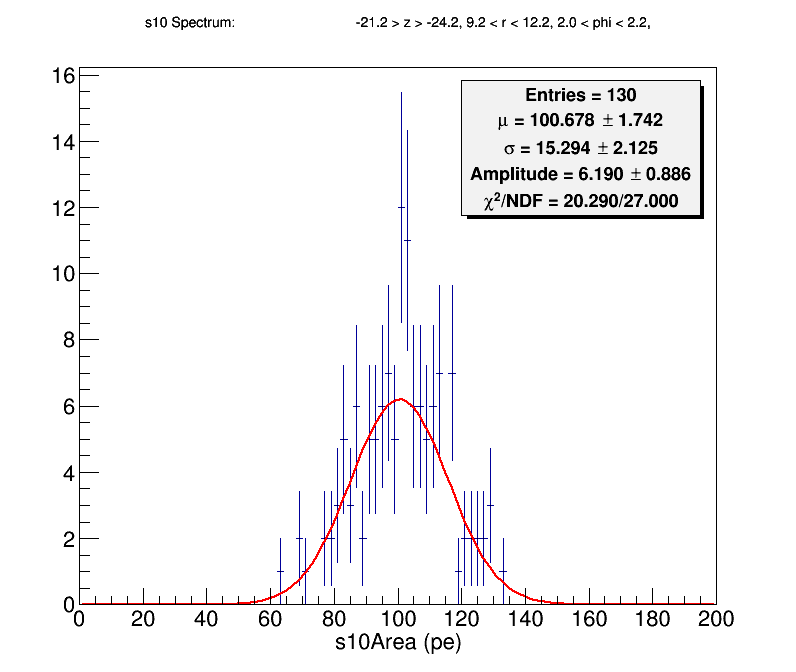 s10 Spectrum: -21.2 > z > -24.2, 9.2 < r < 12.2, 2.0 < phi < 2.2,
16
14
12
10
8
6
4
2
0
Entries = 130
μ = 100.678 ± 1.742
σ = 15.294 ± 2.125
Amplitude = 6.190 ± 0.886
χ²/NDF = 20.290/27.000
0 20 40 60 80 100 120 140 160 180 200
s10Area (pe)